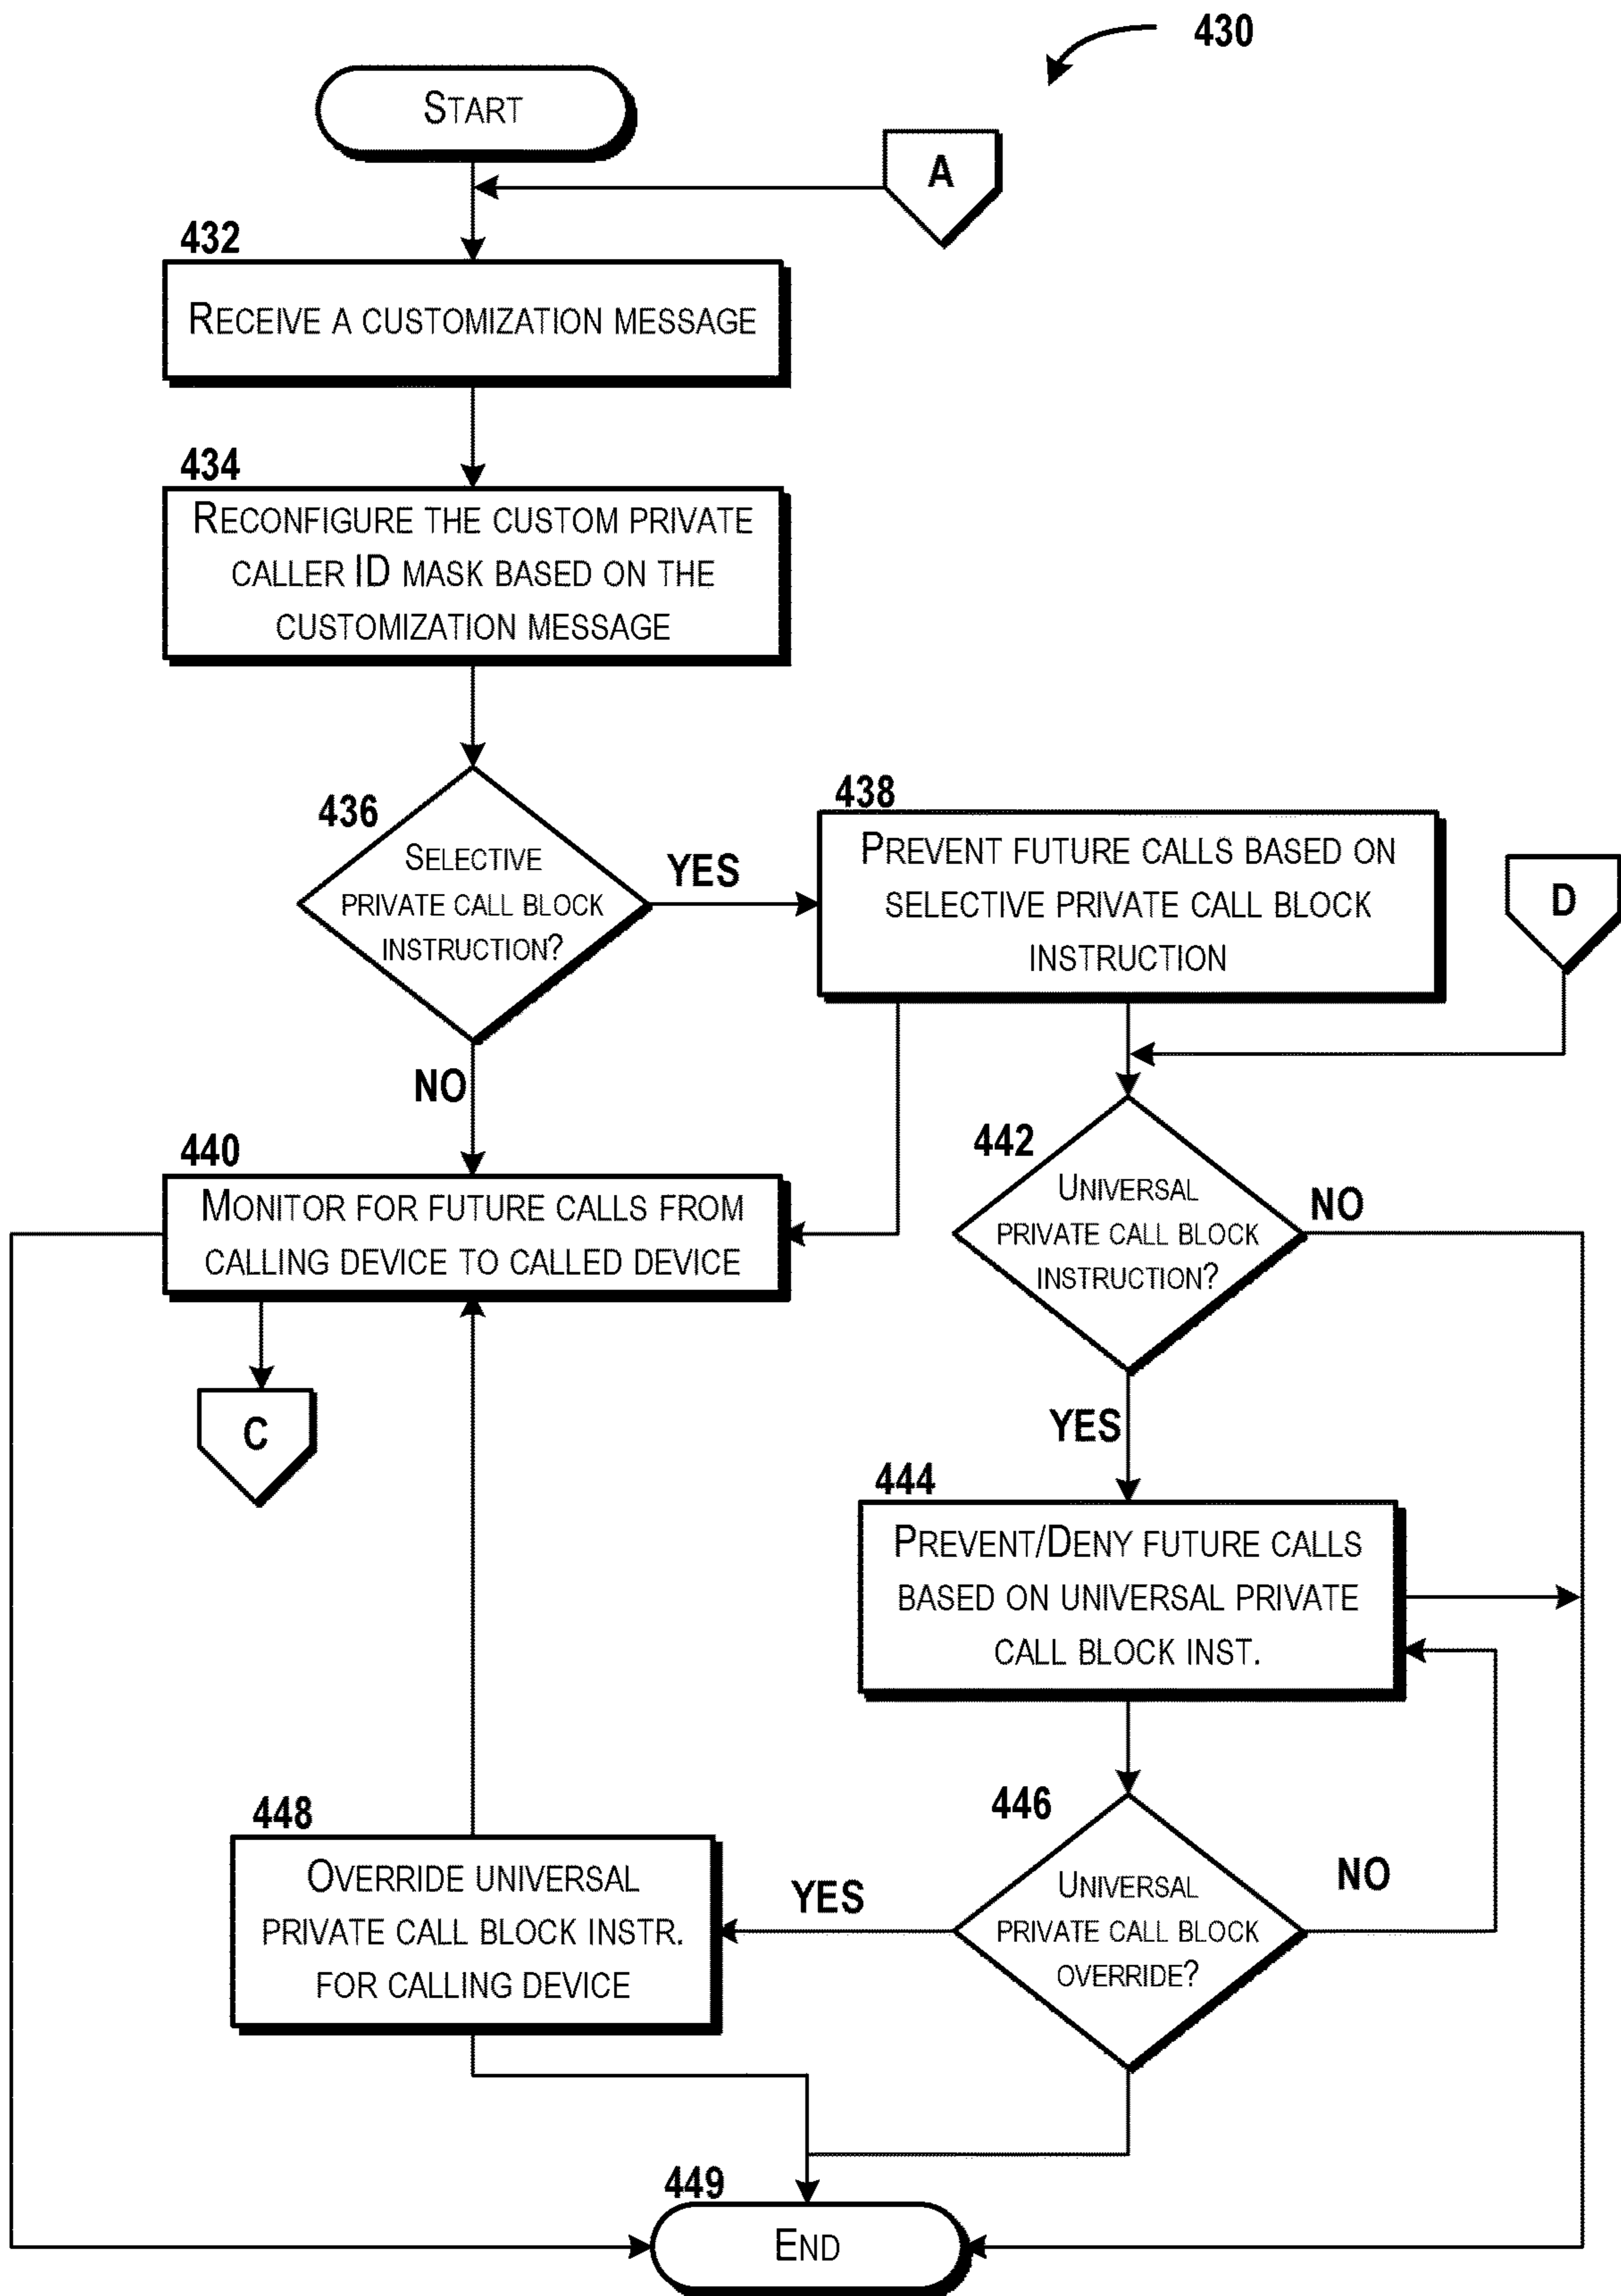 430
START
A
432
RECEIVE A CUSTOMIZATION MESSAGE
434
RECONFIGURE THE CUSTOM PRIVATE
CALLER ID MASK BASED ON THE
CUSTOMIZATION MESSAGE
436
SELECTIVE
PRIVATE CALL BLOCK
INSTRUCTION?
YES
NO
438
PREVENT FUTURE CALLS BASED ON
SELECTIVE PRIVATE CALL BLOCK
INSTRUCTION
D
440
MONITOR FOR FUTURE CALLS FROM
CALLING DEVICE TO CALLED DEVICE
C
442
UNIVERSAL
PRIVATE CALL BLOCK
INSTRUCTION?
NO
YES
444
PREVENT/DENY FUTURE CALLS
BASED ON UNIVERSAL PRIVATE
CALL BLOCK INST.
446
UNIVERSAL
PRIVATE CALL BLOCK
OVERRIDE?
NO
YES
448
OVERRIDE UNIVERSAL
PRIVATE CALL BLOCK INSTR.
FOR CALLING DEVICE
449
END